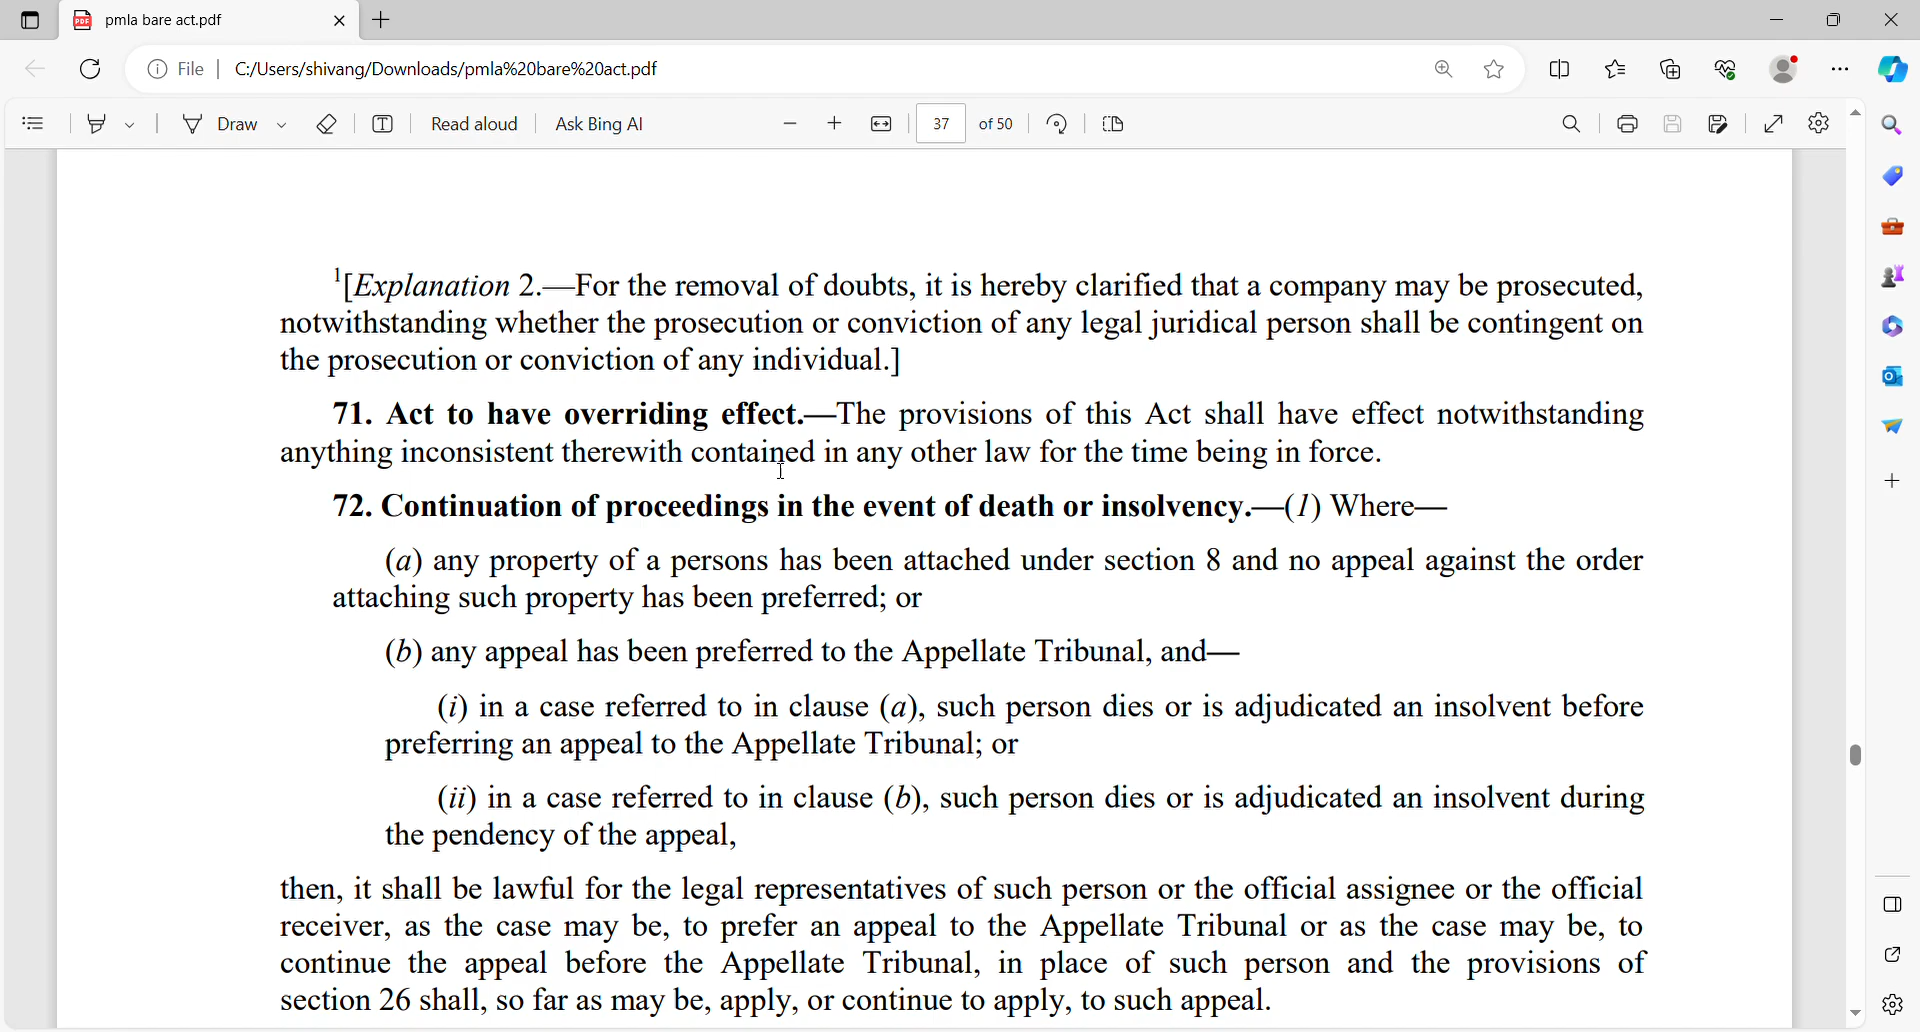 pmla bare act.pdf
File
C:/Users/shivang/Downloads/pmla%20bare%20act.pdf
Draw
Read aloud
Ask Bing AI
37
of 50
1[Explanation 2.—For the removal of doubts, it is hereby clarified that a company may be prosecuted,
notwithstanding whether the prosecution or conviction of any legal juridical person shall be contingent on
the prosecution or conviction of any individual.]
71. Act to have overriding effect.—The provisions of this Act shall have effect notwithstanding
anything inconsistent therewith contained in any other law for the time being in force.
72. Continuation of proceedings in the event of death or insolvency.—(1) Where—
(a) any property of a persons has been attached under section 8 and no appeal against the order
attaching such property has been preferred; or
(b) any appeal has been preferred to the Appellate Tribunal, and—
(i) in a case referred to in clause (a), such person dies or is adjudicated an insolvent before
preferring an appeal to the Appellate Tribunal; or
(ii) in a case referred to in clause (b), such person dies or is adjudicated an insolvent during
the pendency of the appeal,
then, it shall be lawful for the legal representatives of such person or the official assignee or the official
receiver, as the case may be, to prefer an appeal to the Appellate Tribunal or as the case may be, to
continue the appeal before the Appellate Tribunal, in place of such person and the provisions of
section 26 shall, so far as may be, apply, or continue to apply, to such appeal.